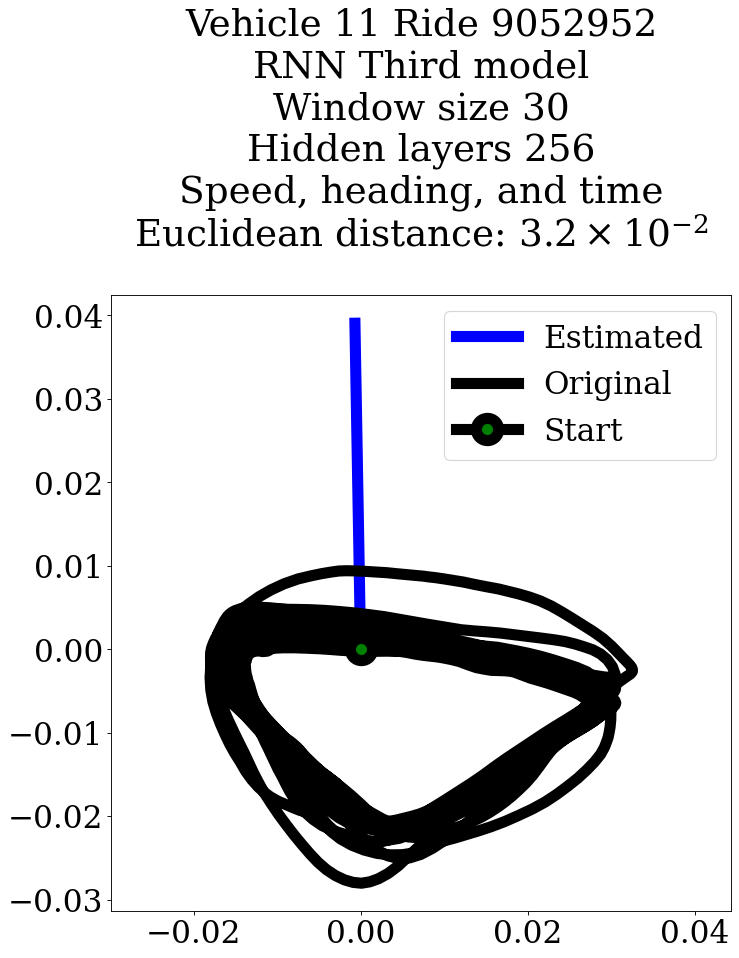 Vehicle 11 Ride 9052952
RNN Third model
Window size 30
Hidden layers 256
Speed, heading, and time
Euclidean distance: 3.2 × 10⁻²
Estimated
Original
Start
0.04
0.03
0.02
0.01
0.00
−0.01
−0.02
−0.03
−0.02 0.00 0.02 0.04